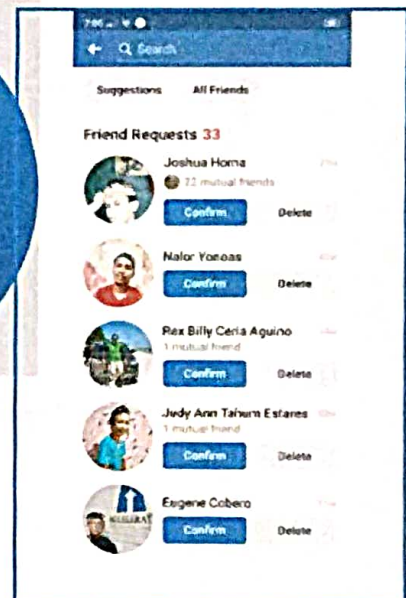 Search
Suggestions All Friends
Friend Requests 33
Joshua Homa
22 mutual friends
Confirm Delete
Nalor Yonoas
Confirm Delete
Rex Billy Ceria Aguino
1 mutual friend
Confirm Delete
Judy Ann Tahum Estares
1 mutual friend
Confirm Delete
Eugene Cobero
Confirm Delete